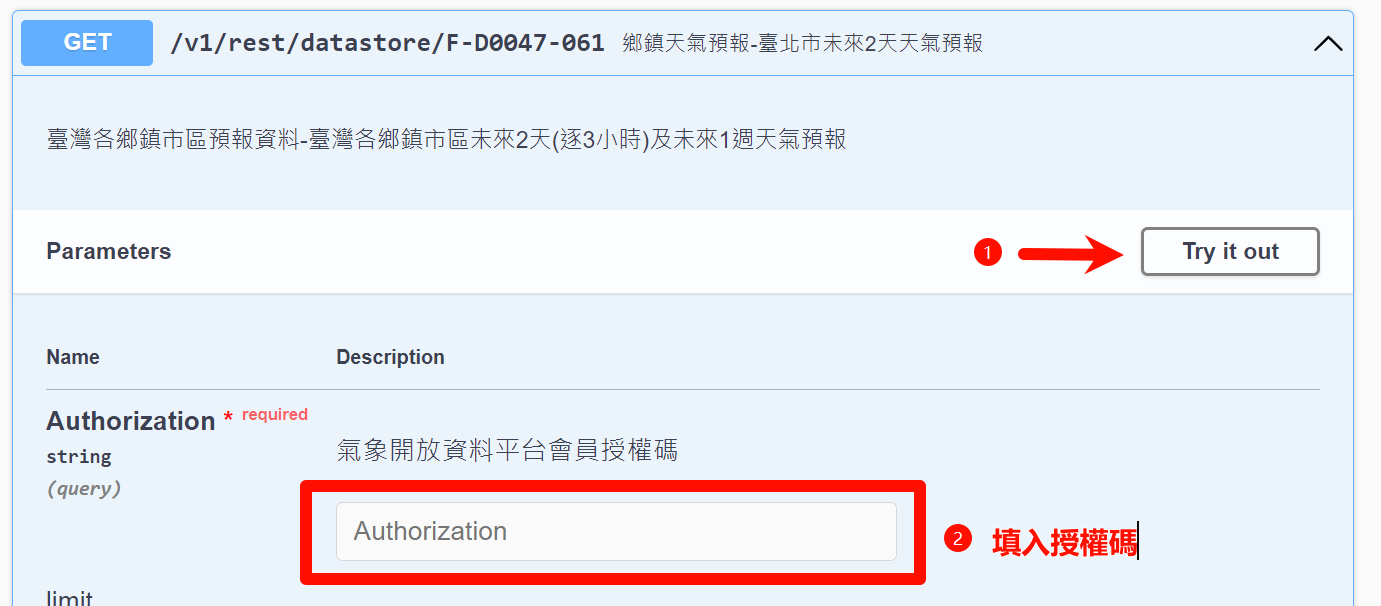 GET /v1/rest/datastore/F-D0047-061 鄉鎮天氣預報-臺北市未來2天天氣預報
臺灣各鄉鎮市區預報資料-臺灣各鄉鎮市區未來2天(逐3小時)及未來1週天氣預報
Parameters 1 Try it out
Name Description
Authorization * required
string
氣象開放資料平台會員授權碼
(query)
Authorization 2 填入授權碼
limit